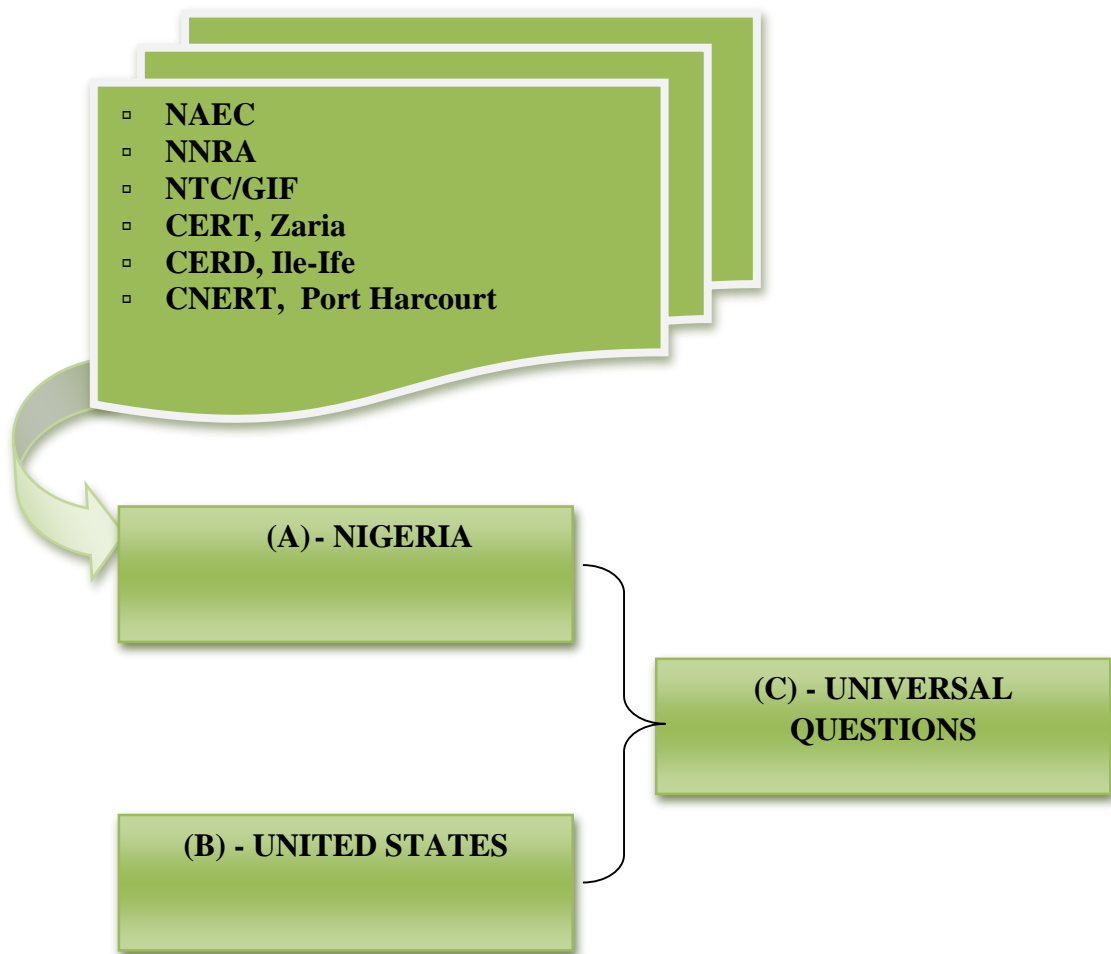 ▫ NAEC
▫ NNRA
▫ NTC/GIF
▫ CERT, Zaria
▫ CERD, Ile-Ife
▫ CNERT, Port Harcourt
(A) - NIGERIA
(C) - UNIVERSAL
QUESTIONS
(B) - UNITED STATES